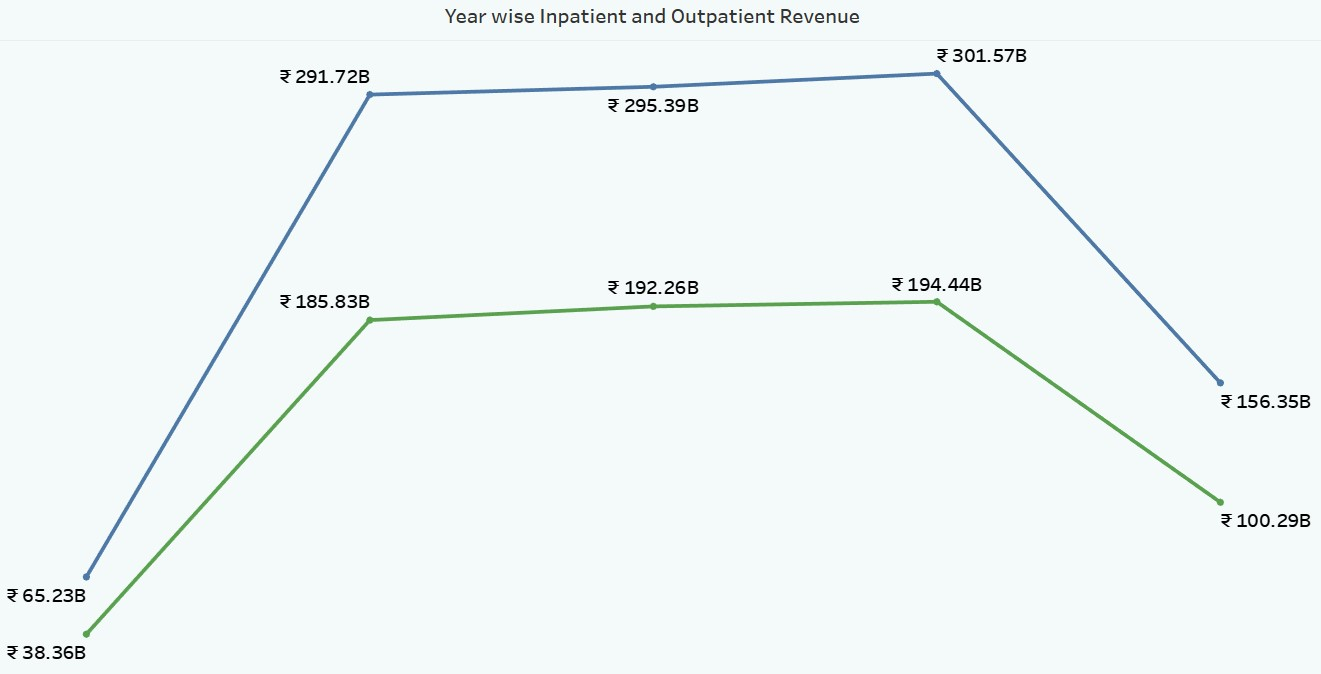 Year wise Inpatient and Outpatient Revenue
₹ 301.57B
₹ 291.72B
₹ 295.39B
₹ 194.44B
₹ 192.26B
₹ 185.83B
₹ 156.35B
₹ 100.29B
₹ 65.23B
₹ 38.36B